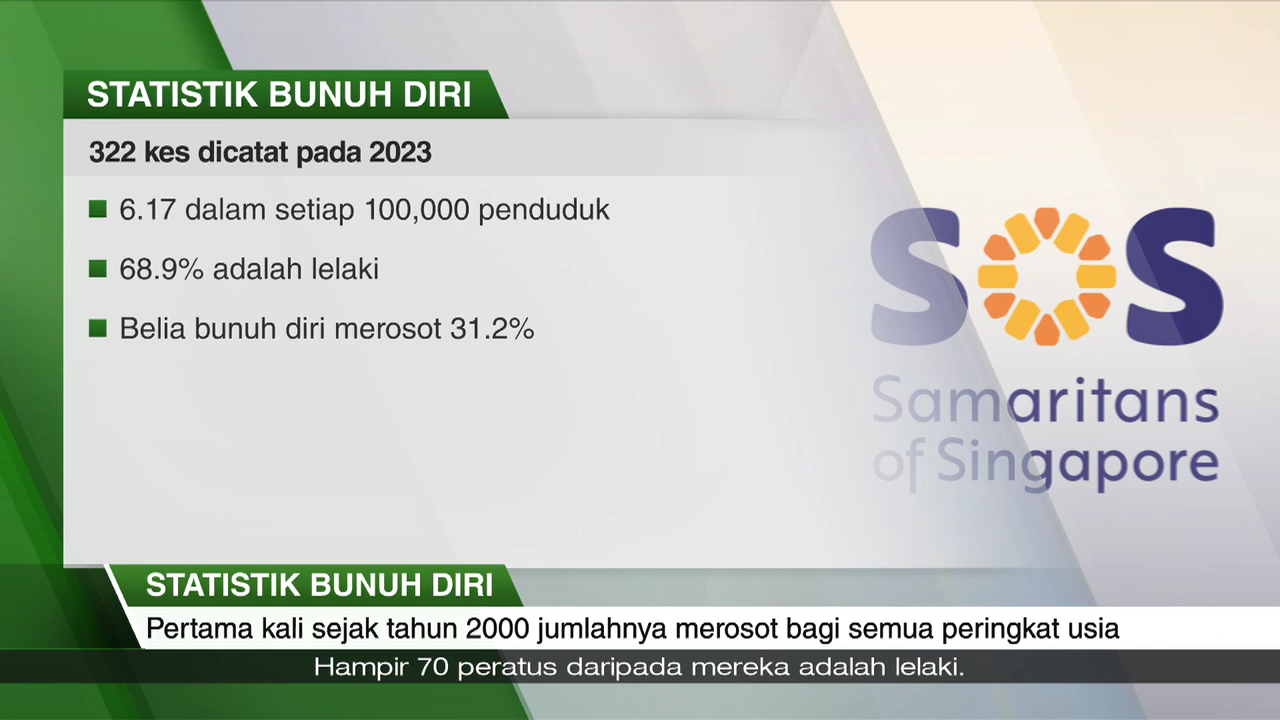 STATISTIK BUNUH DIRI
322 kes dicatat pada 2023
6.17 dalam setiap 100,000 penduduk
68.9% adalah lelaki
Belia bunuh diri merosot 31.2%
SOS
Samaritans
of Singapore
STATISTIK BUNUH DIRI
Pertama kali sejak tahun 2000 jumlahnya merosot bagi semua peringkat usia
Hampir 70 peratus daripada mereka adalah lelaki.